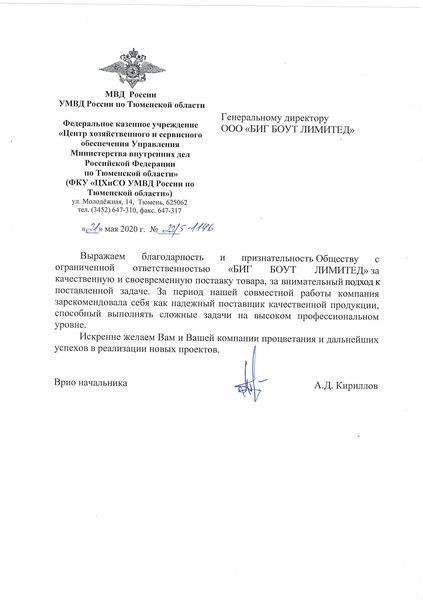 МВД России
УМВД России по Тюменской области
Федеральное казенное учреждение
«Центр хозяйственного и сервисного
обеспечения Управления
Министерства внутренних дел
Российской Федерации
по Тюменской области»
(ФКУ «ЦХиСО УМВД России по
Тюменской области»)
ул. Молодёжная, 14, Тюмень, 625062
тел. (3452) 647-310, факс. 647-317
«21» мая 2020 г. № 22/5-1146
Генеральному директору
ООО «БИГ БОУТ ЛИМИТЕД»
Выражаем благодарность и признательность Обществу с
ограниченной ответственностью «БИГ БОУТ ЛИМИТЕД» за
качественную и своевременную поставку товара, за внимательный подход к
поставленной задаче. За период нашей совместной работы компания
зарекомендовала себя как надежный поставщик качественной продукции,
способный выполнять сложные задачи на высоком профессиональном
уровне.
Искренне желаем Вам и Вашей компании процветания и дальнейших
успехов в реализации новых проектов.
Врио начальника
А.Д. Кириллов